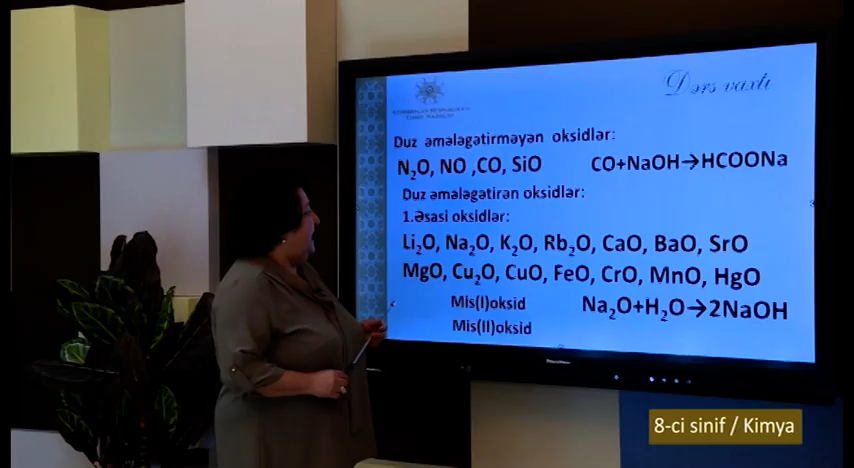 Dərs vaxtı
Duz əmələgətirməyən oksidlər:
N₂O, NO ,CO, SiO CO+NaOH→HCOONa
Duz əmələgətirən oksidlər:
1.Əsasi oksidlər:
Li₂O, Na₂O, K₂O, Rb₂O, CaO, BaO, SrO
MgO, Cu₂O, CuO, FeO, CrO, MnO, HgO
Mis(I)oksid Na₂O+H₂O→2NaOH
Mis(II)oksid
8-ci sinif / Kimya